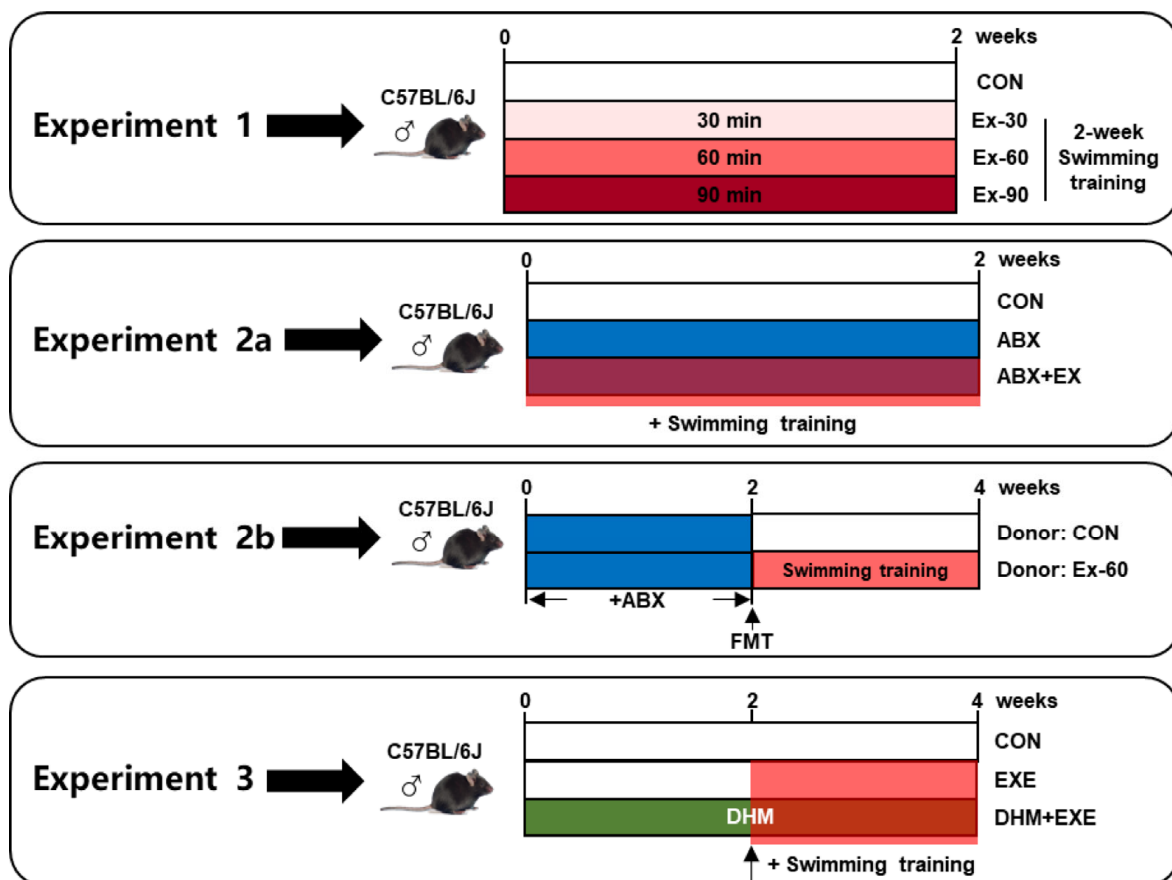 0 2 weeks
Experiment 1 C57BL/6J ♂ CON
30 min Ex-30
60 min Ex-60
90 min Ex-90
2-week
Swimming
training
0 2 weeks
Experiment 2a C57BL/6J ♂ CON
ABX
ABX+EX
+ Swimming training
0 2 4 weeks
Experiment 2b C57BL/6J ♂ Donor: CON
Swimming training Donor: Ex-60
+ABX
FMT
0 2 4 weeks
Experiment 3 C57BL/6J ♂ CON
EXE
DHM DHM+EXE
+ Swimming training